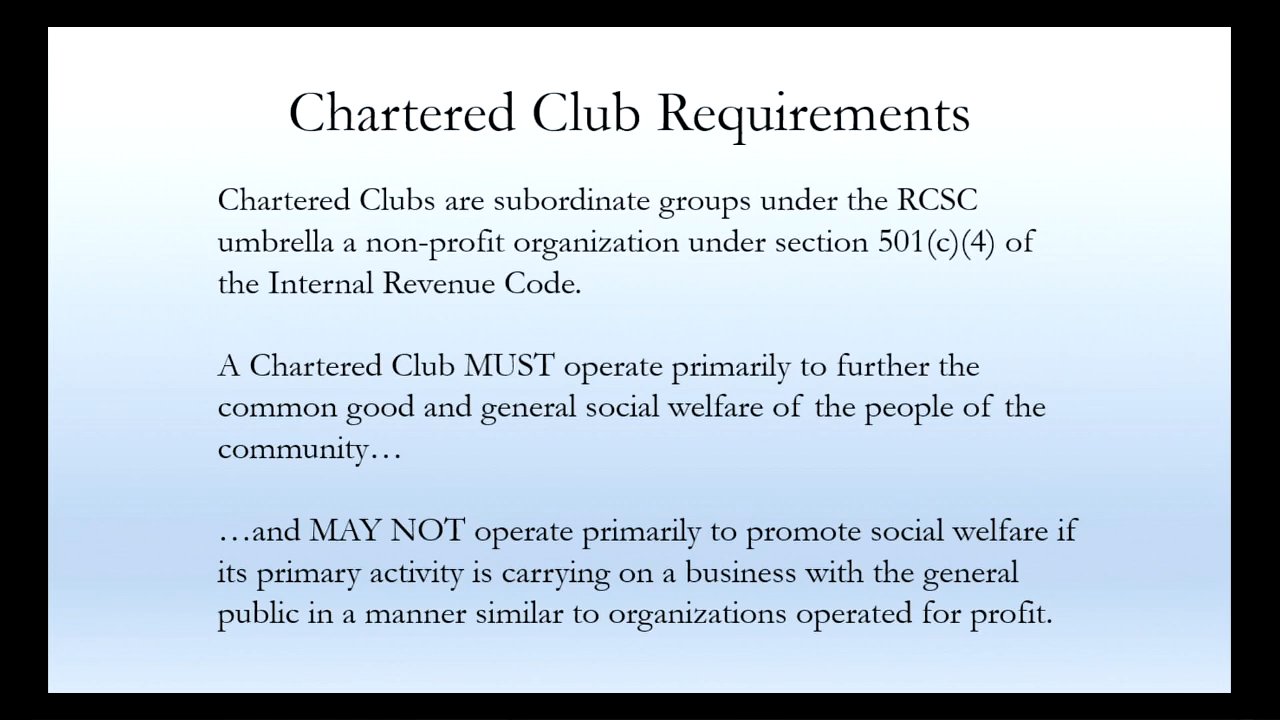 Chartered Club Requirements
Chartered Clubs are subordinate groups under the RCSC
umbrella a non-profit organization under section 501(c)(4) of
the Internal Revenue Code.
A Chartered Club MUST operate primarily to further the
common good and general social welfare of the people of the
community…
…and MAY NOT operate primarily to promote social welfare if
its primary activity is carrying on a business with the general
public in a manner similar to organizations operated for profit.